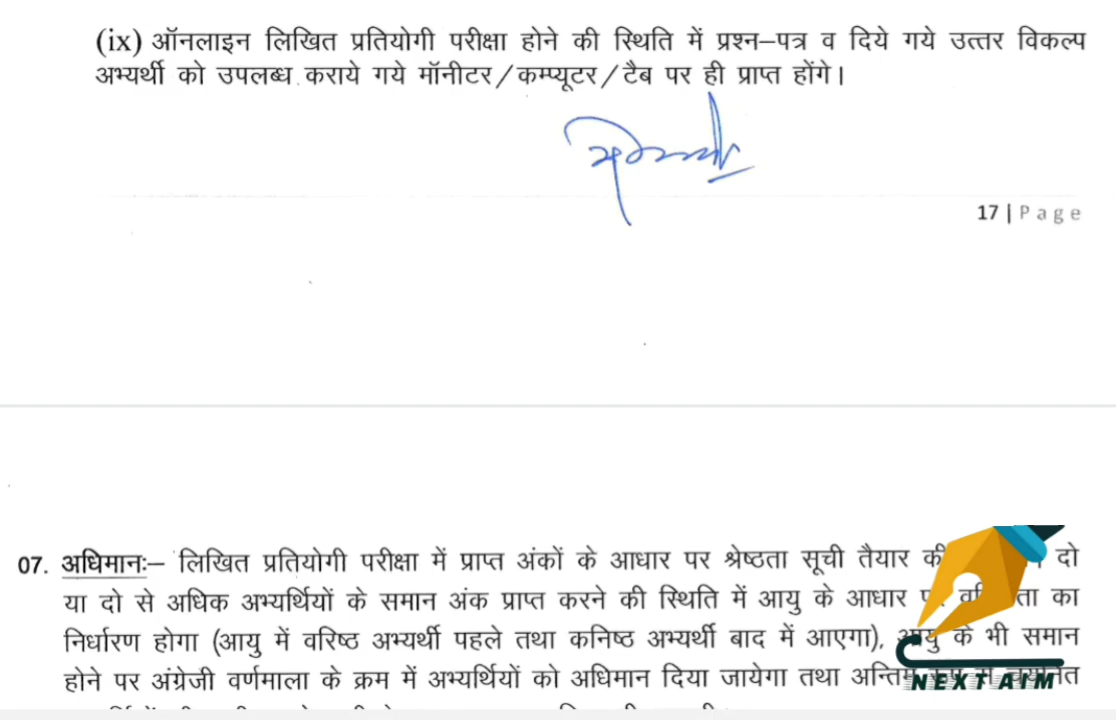 (ix) ऑनलाइन लिखित प्रतियोगी परीक्षा होने की स्थिति में प्रश्न–पत्र व दिये गये उत्तर विकल्प
अभ्यर्थी को उपलब्ध कराये गये मॉनीटर/कम्प्यूटर/टैब पर ही प्राप्त होंगे।
17 | Page
07. अधिमानः– लिखित प्रतियोगी परीक्षा में प्राप्त अंकों के आधार पर श्रेष्ठता सूची तैयार की दो
या दो से अधिक अभ्यर्थियों के समान अंक प्राप्त करने की स्थिति में आयु के आधार का
निर्धारण होगा (आयु में वरिष्ठ अभ्यर्थी पहले तथा कनिष्ठ अभ्यर्थी बाद में आएगा), आयु के भी समान
होने पर अंग्रेजी वर्णमाला के क्रम में अभ्यर्थियों को अधिमान दिया जायेगा तथा
NEXT AIM